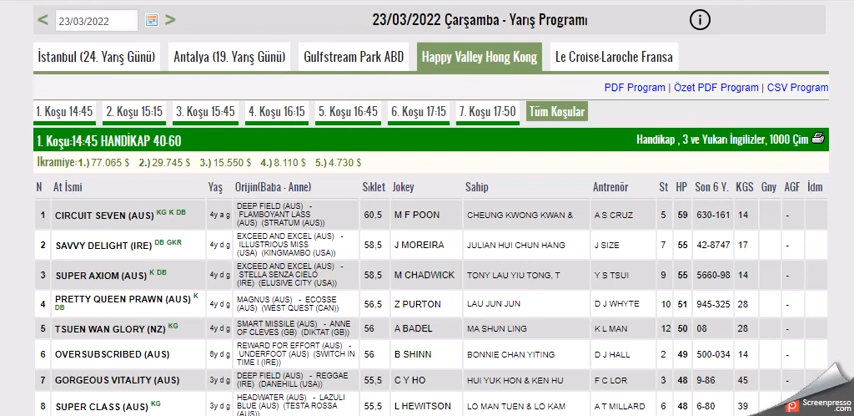 < 23/03/2022 > 23/03/2022 Çarşamba - Yarış Programı
İstanbul (24. Yarış Günü) Antalya (19. Yarış Günü) Gulfstream Park ABD Happy Valley Hong Kong Le Croise-Laroche Fransa
PDF Program | Özet PDF Program | CSV Program
1. Koşu 14:45 2. Koşu 15:15 3. Koşu 15:45 4. Koşu 16:15 5. Koşu 16:45 6. Koşu 17:15 7. Koşu 17:50 Tüm Koşular
1. Koşu:14:45 HANDİKAP 40-60 Handikap , 3 ve Yukarı İngilizler, 1000 Çim
İkramiye: 1.) 77.065 $ 2.) 29.745 $ 3.) 15.550 $ 4.) 8.110 $ 5.) 4.730 $
N At İsmi Yaş Orijin(Baba - Anne) Sıklet Jokey Sahip Antrenör St HP Son 6 Y. KGS Gny AGF İdm
1 CIRCUIT SEVEN (AUS) KG K DB 4y a g DEEP FIELD (AUS) - FLAMBOYANT LASS (AUS) (STRATUM (AUS)) 60,5 M F POON CHEUNG KWONG KWAN & A S CRUZ 5 59 630-161 14 -
2 SAVVY DELIGHT (IRE) DB GKR 4y d g EXCEED AND EXCEL (AUS) - ILLUSTRIOUS MISS (USA) (KINGMAMBO (USA)) 58,5 J MOREIRA JULIAN HUI CHUN HANG J SIZE 7 55 42-8747 17 -
3 SUPER AXIOM (AUS) K DB 4y d g EXCEED AND EXCEL (AUS) - STELLA SENZA CIELO (IRE) (ELUSIVE CITY (USA)) 58,5 M CHADWICK TONY LAU YIU TONG, T Y S TSUI 9 55 5660-98 14 -
4 PRETTY QUEEN PRAWN (AUS) K DB 4y d g MAGNUS (AUS) - ECOSSE (AUS) (WEST QUEST (CAN)) 56,5 Z PURTON LAU JUN JUN D J WHYTE 10 51 945-325 28 -
5 TSUEN WAN GLORY (NZ) KG 4y d g SMART MISSILE (AUS) - ANNE OF CLEVES (GB) (DIKTAT (GB)) 56 A BADEL MA SHUN LING K L MAN 12 50 08 28 -
6 OVERSUBSCRIBED (AUS) 6y d g REWARD FOR EFFORT (AUS) - UNDERFOOT (AUS) (SWITCH IN TIME I (IRE)) 56 B SHINN BONNIE CHAN YITING D J HALL 2 49 500-034 14 -
7 GORGEOUS VITALITY (AUS) 3y d g DEEP FIELD (AUS) - REGGAE (IRE) (DANEHILL (USA)) 55,5 C Y HO HUI YUK HON & KEN HU F C LOR 3 48 9-86 45 -
8 SUPER CLASS (AUS) KG HEADWATER (AUS) - LAZULI BLUE (AUS) (TESTA ROSSA (AUS)) 55,5 L HEWITSON LO MAN TUEN & LO KAM A T MILLARD 6 48 6-80 39 -
Screenpresso
.com